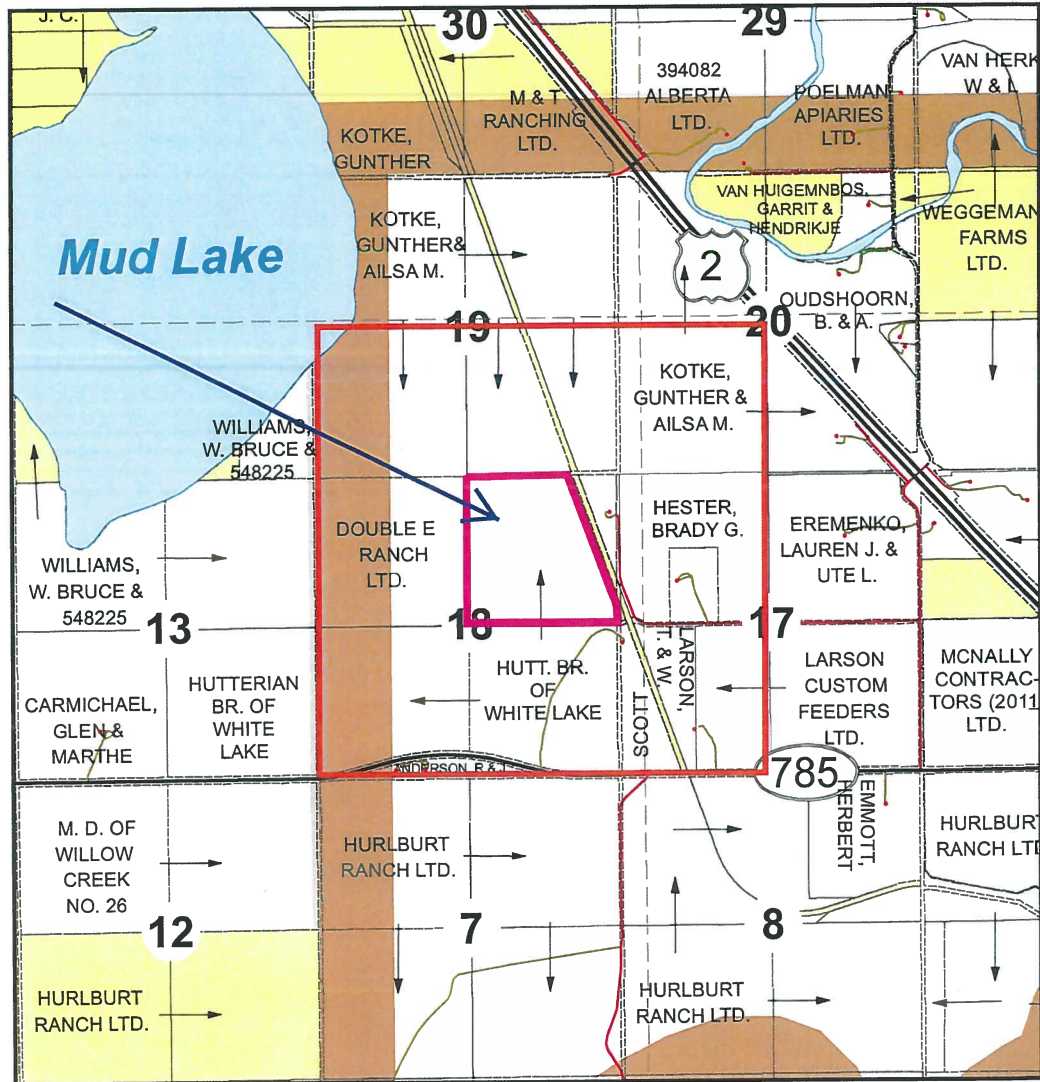 J. C.
30
29
M & T
RANCHING
LTD.
394082
ALBERTA
LTD.
POELMAN
APIARIES
LTD.
VAN HERK
W & L
KOTKE,
GUNTHER
KOTKE,
GUNTHER&
AILSA M.
VAN HUIGEMNBOS,
GARRIT &
HENDRIKJE
WEGGEMAN
FARMS
LTD.
Mud Lake
2
OUDSHOORN,
B. & A.
19
20
KOTKE,
GUNTHER &
AILSA M.
WILLIAMS,
W. BRUCE &
548225
DOUBLE E
RANCH
LTD.
HESTER,
BRADY G.
EREMENKO,
LAUREN J. &
UTE L.
WILLIAMS,
W. BRUCE &
548225
13
18
17
CARMICHAEL,
GLEN &
MARTHE
HUTTERIAN
BR. OF
WHITE
LAKE
HUTT. BR.
OF
WHITE LAKE
SCOTT
LARSON,
T. & W.
LARSON
CUSTOM
FEEDERS
LTD.
MCNALLY
CONTRAC-
TORS (2011
LTD.
ANDERSON, R & J
785
EMMOTT,
HERBERT
M. D. OF
WILLOW
CREEK
NO. 26
HURLBURT
RANCH LTD.
HURLBURT
RANCH LTD
12
7
8
HURLBURT
RANCH LTD.
HURLBURT
RANCH LTD.